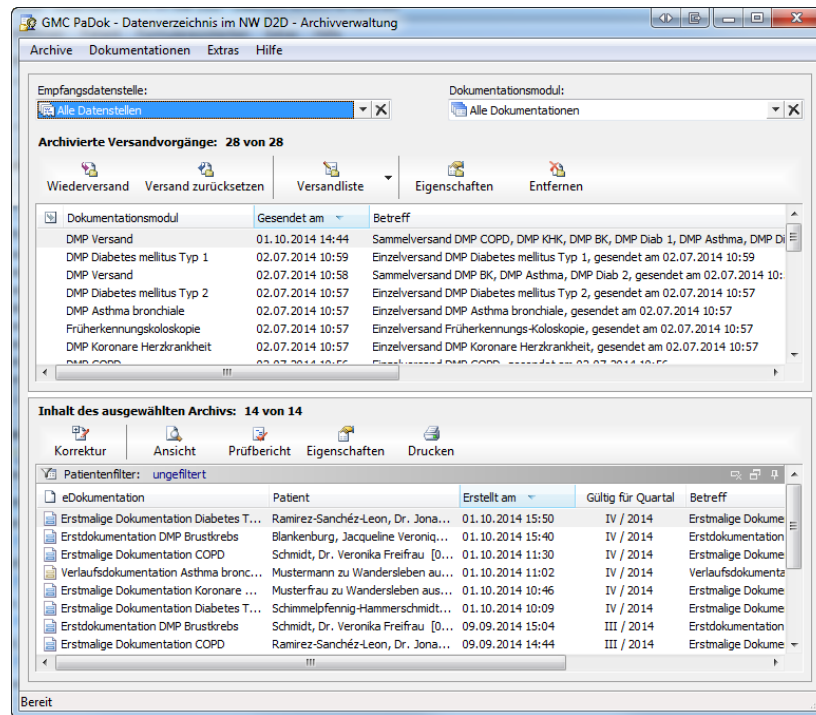 GMC PaDok - Datenverzeichnis im NW D2D - Archivverwaltung
Archive Dokumentationen Extras Hilfe
Empfangsdatenstelle: Dokumentationsmodul:
Alle Datenstellen Alle Dokumentationen
Archivierte Versandvorgänge: 28 von 28
Wiederversand Versand zurücksetzen Versandliste Eigenschaften Entfernen
Dokumentationsmodul Gesendet am Betreff
DMP Versand 01.10.2014 14:44 Sammelversand DMP COPD, DMP KHK, DMP BK, DMP Diab 1, DMP Asthma, DMP Di
DMP Diabetes mellitus Typ 1 02.07.2014 10:59 Einzelversand DMP Diabetes mellitus Typ 1, gesendet am 02.07.2014 10:59
DMP Versand 02.07.2014 10:58 Sammelversand DMP BK, DMP Asthma, DMP Diab 2, gesendet am 02.07.2014 10:
DMP Diabetes mellitus Typ 2 02.07.2014 10:57 Einzelversand DMP Diabetes mellitus Typ 2, gesendet am 02.07.2014 10:57
DMP Asthma bronchiale 02.07.2014 10:57 Einzelversand DMP Asthma bronchiale, gesendet am 02.07.2014 10:57
Früherkennungskoloskopie 02.07.2014 10:57 Einzelversand Früherkennungs-Koloskopie, gesendet am 02.07.2014 10:57
DMP Koronare Herzkrankheit 02.07.2014 10:57 Einzelversand DMP Koronare Herzkrankheit, gesendet am 02.07.2014 10:57
DMP COPD 02.07.2014 10:56 Einzelversand DMP COPD, gesendet am 02.07.2014 10:56
Inhalt des ausgewählten Archivs: 14 von 14
Korrektur Ansicht Prüfbericht Eigenschaften Drucken
Patientenfilter: ungefiltert
eDokumentation Patient Erstellt am Gültig für Quartal Betreff
Erstmalige Dokumentation Diabetes T... Ramirez-Sanchéz-Leon, Dr. Jona... 01.10.2014 15:50 IV / 2014 Erstmalige Dokume
Erstdokumentation DMP Brustkrebs Blankenburg, Jacqueline Veroniq... 01.10.2014 15:40 IV / 2014 Erstdokumentation
Erstmalige Dokumentation COPD Schmidt, Dr. Veronika Freifrau [0... 01.10.2014 11:30 IV / 2014 Erstmalige Dokume
Verlaufsdokumentation Asthma bronc... Mustermann zu Wandersleben au... 01.10.2014 11:02 IV / 2014 Verlaufsdokumenta
Erstmalige Dokumentation Koronare ... Musterfrau zu Wandersleben aus... 01.10.2014 10:46 IV / 2014 Erstmalige Dokume
Erstmalige Dokumentation Diabetes T... Schimmelpfennig-Hammerschmidt... 01.10.2014 10:09 IV / 2014 Erstmalige Dokume
Erstdokumentation DMP Brustkrebs Schmidt, Dr. Veronika Freifrau [0... 09.09.2014 15:04 III / 2014 Erstdokumentation
Erstmalige Dokumentation COPD Ramirez-Sanchéz-Leon, Dr. Jona... 09.09.2014 14:44 III / 2014 Erstmalige Dokume
Bereit